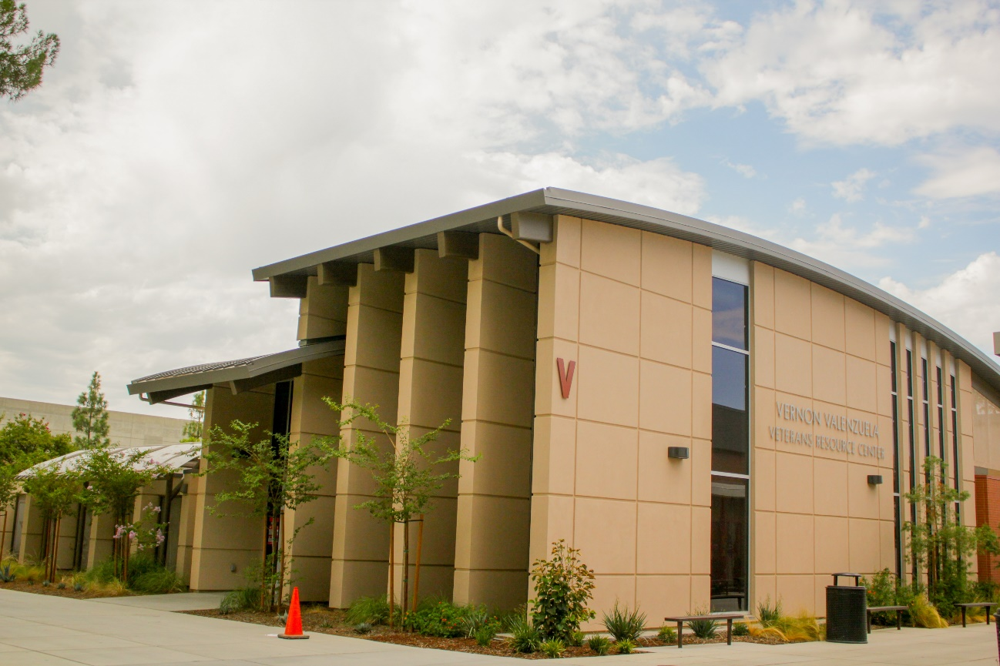 V
VERNON VALENZUELA
VETERANS RESOURCE CENTER